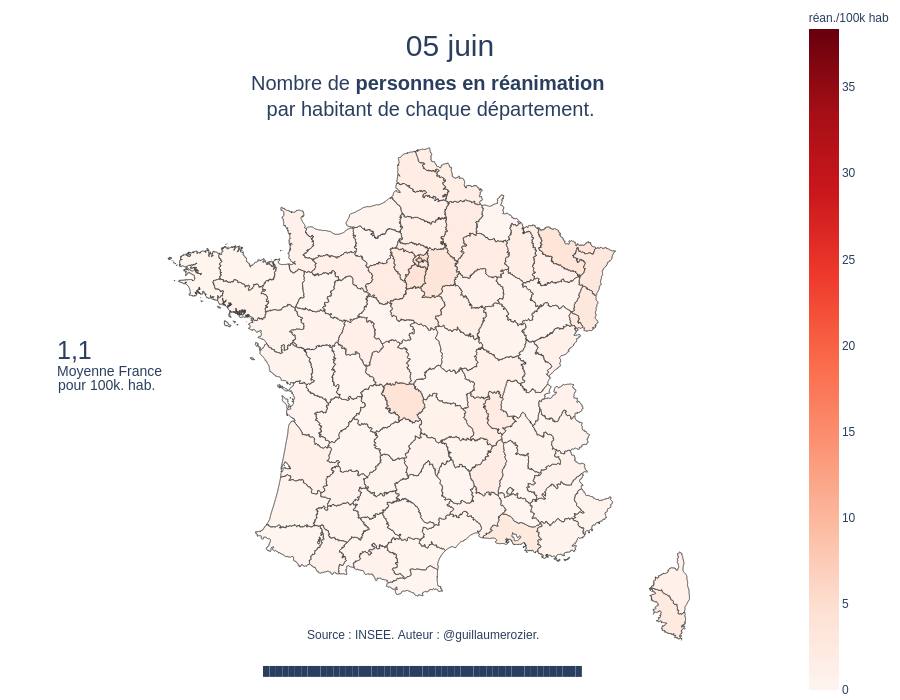 réan./100k hab
05 juin
Nombre de personnes en réanimation
par habitant de chaque département.
35
30
25
20
15
10
5
0
1,1
Moyenne France
pour 100k. hab.
Source : INSEE. Auteur : @guillaumerozier.